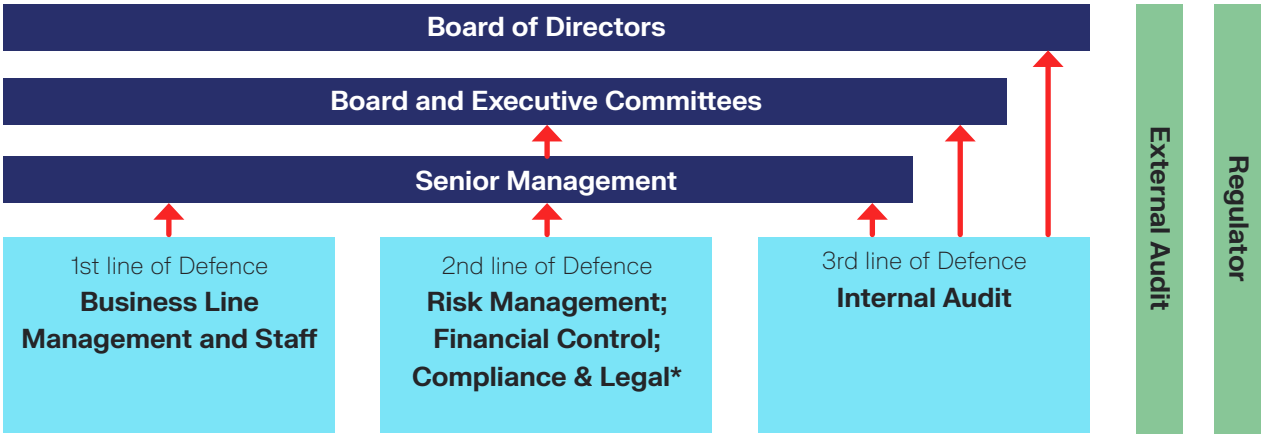 Board of Directors
Board and Executive Committees
Senior Management
1st line of Defence
Business Line
Management and Staff
2nd line of Defence
Risk Management;
Financial Control;
Compliance & Legal*
3rd line of Defence
Internal Audit
External Audit
Regulator